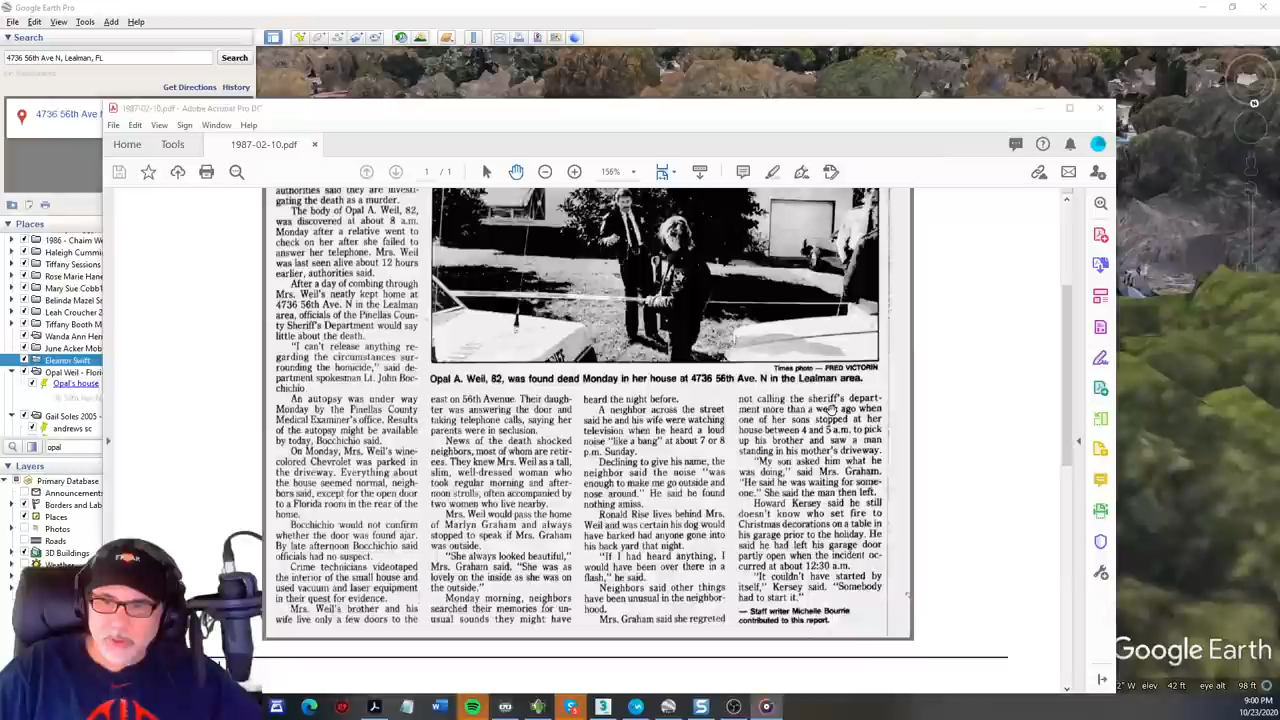 Google Earth Pro
File Edit View Tools Add Help
Search
4736 56th Ave N, Lealman, FL
Search
Get Directions History
4736 56th Ave
1987-02-10.pdf - Adobe Acrobat Pro DC
File Edit View Sign Window Help
Home Tools 1987-02-10.pdf
1 / 1
156%
Places
1986 - Chaim We
Haleigh Cummi
Tiffany Sessions
Rose Marie Hane
Mary Sue Cobb
Belinda Mazel S
Leah Croucher 2
Tiffany Booth M
Wanda Ann Her
June Acker Mob
Eleanor Swift
Opal Weil - Flori
Opal's house
Gail Soles 2005 -
andrews sc
opal
Layers
Primary Database
Announcements
Borders and Lab
Places
Photos
Roads
3D Buildings
authorities said they are investi-
gating the death as a murder.
The body of Opal A. Weil, 82,
was discovered at about 8 a.m.
Monday after a relative went to
check on her after she failed to
answer her telephone. Mrs. Weil
was last seen alive about 12 hours
earlier, authorities said.
After a day of combing through
Mrs. Weil's neatly kept home at
4736 56th Ave. N in the Lealman
area, officials of the Pinellas Coun-
ty Sheriff's Department would say
little about the death.
"I can't release anything re-
garding the circumstances sur-
rounding the homicide," said de-
partment spokesman Lt. John Boc-
chichio
An autopsy was under way
Monday by the Pinellas County
Medical Examiner's office. Results
of the autopsy might be available
by today, Bocchichio said.
On Monday, Mrs. Weil's wine-
colored Chevrolet was parked in
the driveway. Everything about
the house seemed normal, neigh-
bors said, except for the open door
to a Florida room in the rear of the
home.
Bocchichio would not confirm
whether the door was found ajar.
By late afternoon Bocchichio said
officials had no suspect.
Crime technicians videotaped
the interior of the small house and
used vacuum and laser equipment
in their quest for evidence.
Mrs. Weil's brother and his
wife live only a few doors to the
Times photo — FRED VICTORIN
Opal A. Weil, 82, was found dead Monday in her house at 4736 56th Ave. N in the Lealman area.
east on 56th Avenue. Their daugh-
ter was answering the door and
taking telephone calls, saying her
parents were in seclusion.
News of the death shocked
neighbors, most of whom are retir-
ees. They knew Mrs. Weil as a tall,
slim, well-dressed woman who
took regular morning and after-
noon strolls, often accompanied by
two women who live nearby.
Mrs. Weil would pass the home
of Marlyn Graham and always
stopped to speak if Mrs. Graham
was outside.
"She always looked beautiful,"
Mrs. Graham said. "She was as
lovely on the inside as she was on
the outside."
Monday morning, neighbors
searched their memories for un-
usual sounds they might have
heard the night before.
A neighbor across the street
said he and his wife were watching
television when he heard a loud
noise "like a bang" at about 7 or 8
p.m. Sunday.
Declining to give his name, the
neighbor said the noise "was
enough to make me go outside and
nose around." He said he found
nothing amiss.
Ronald Rise lives behind Mrs.
Weil and was certain his dog would
have barked had anyone gone into
his back yard that night.
"If I had heard anything, I
would have been over there in a
flash," he said.
Neighbors said other things
have been unusual in the neighbor-
hood.
Mrs. Graham said she regretted
not calling the sheriff's depart-
ment more than a week ago when
one of her sons stopped at her
house between 4 and 5 a.m. to pick
up his brother and saw a man
standing in his mother's driveway.
"My son asked him what he
was doing," said Mrs. Graham.
"He said he was waiting for some-
one." She said the man then left.
Howard Kersey said he still
doesn't know who set fire to
Christmas decorations on a table in
his garage prior to the holiday. He
said he had left his garage door
partly open when the incident oc-
curred at about 12:30 a.m.
"It couldn't have started by
itself," Kersey said. "Somebody
had to start it."
— Staff writer Michelle Bourrie
contributed to this report.
Google Earth
W elev 42 ft eye alt 98 ft
9:00 PM
10/23/2020